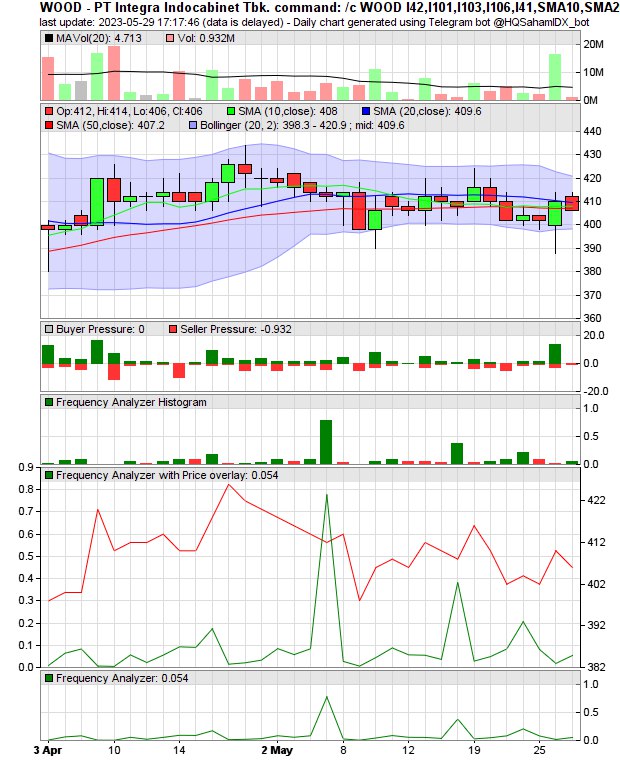 WOOD - PT Integra Indocabinet Tbk. command: /c WOOD I42,I101,I103,I106,I41,SMA10,SMA2
last update: 2023-05-29 17:17:46 (data is delayed) - Daily chart generated using Telegram bot @HQSahamIDX_bot
MAVol(20): 4.713 Vol: 0.932M
20M
10M
0M
Op:412, Hi:414, Lo:406, Cl:406 SMA (10,close): 408 SMA (20,close): 409.6
SMA (50,close): 407.2 Bollinger (20, 2): 398.3 - 420.9 ; mid: 409.6
440
430
420
410
400
390
380
370
360
Buyer Pressure: 0 Seller Pressure: -0.932
20.0
0.0
-20.0
Frequency Analyzer Histogram
1.0
0.5
0.0
Frequency Analyzer with Price overlay: 0.054
0.9
0.8
0.7
0.6
0.5
0.4
0.3
0.2
0.1
0.0
422
412
402
392
382
Frequency Analyzer: 0.054
1.0
0.5
0.0
3 Apr 10 14 2 May 8 12 19 25